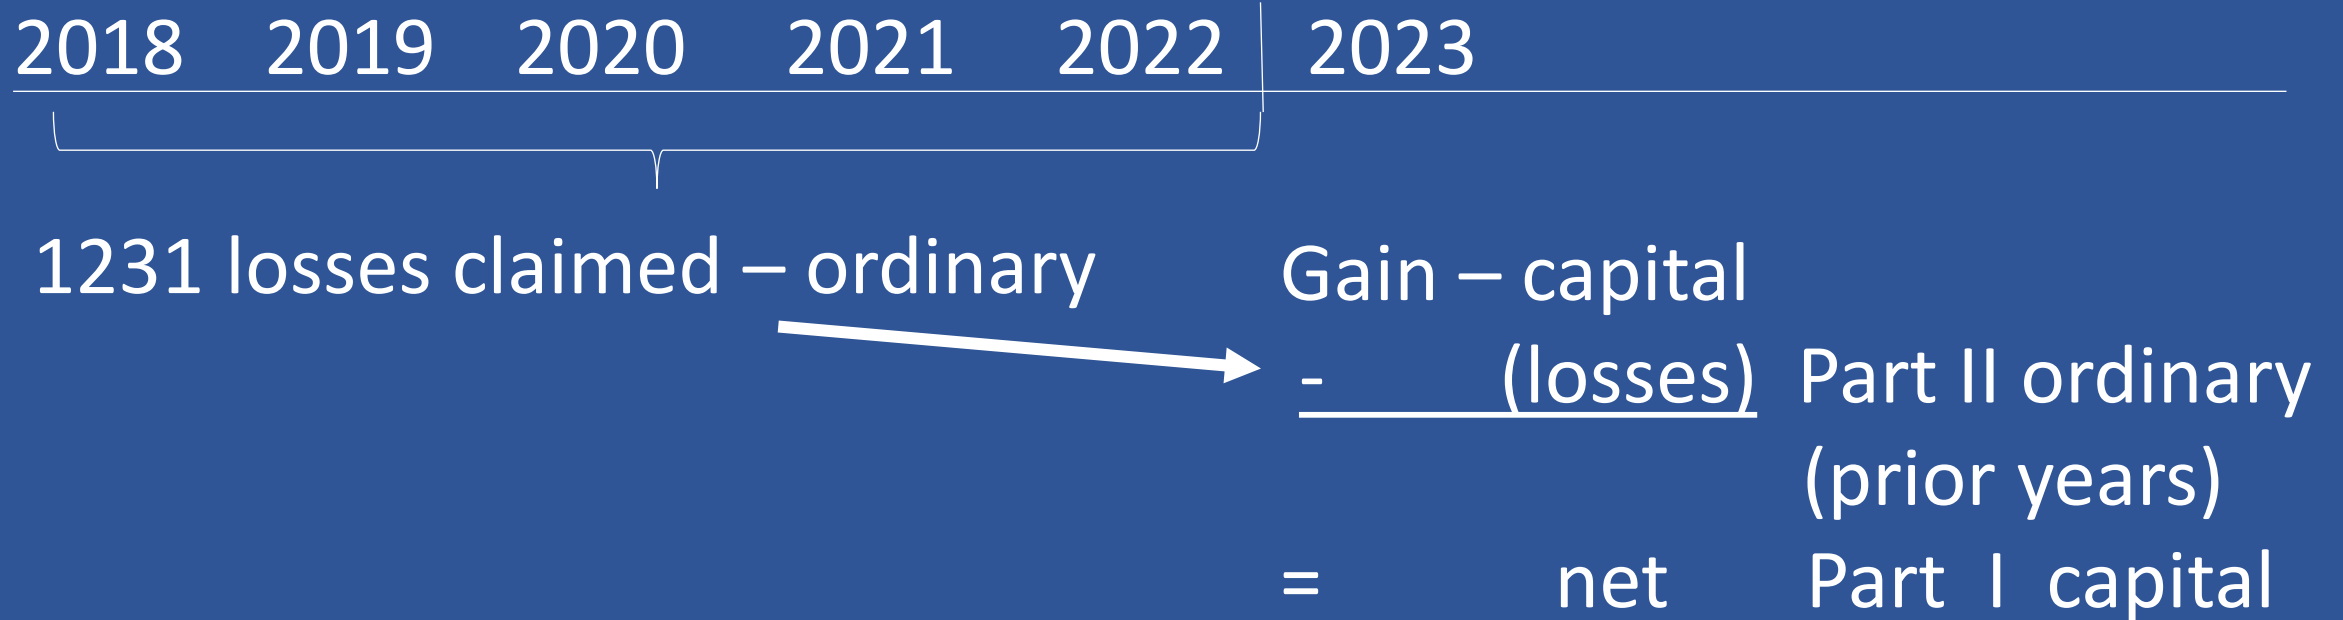 2018 2019 2020 2021 2022 2023
1231 losses claimed – ordinary Gain – capital
- (losses) Part II ordinary
(prior years)
= net Part I capital